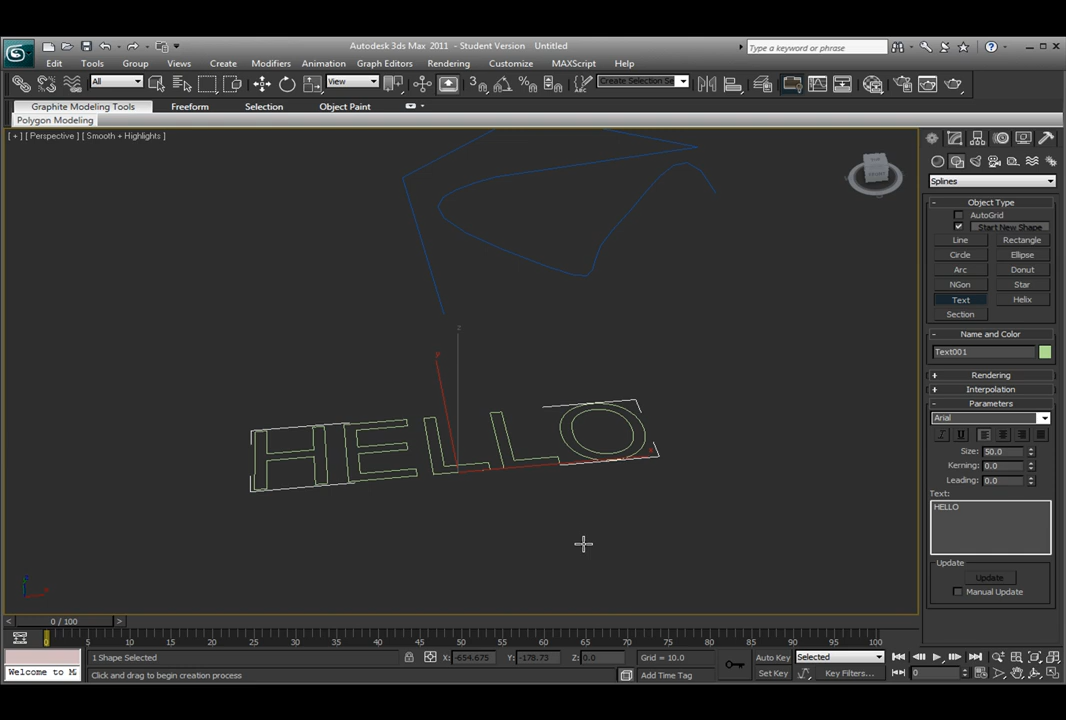 Autodesk 3ds Max 2011 - Student Version Untitled
Type a keyword or phrase
Edit Tools Group Views Create Modifiers Animation Graph Editors Rendering Customize MAXScript Help
All View Create Selection Se
Graphite Modeling Tools Freeform Selection Object Paint
Polygon Modeling
[ + ] [ Perspective ] [ Smooth + Highlights ]
Splines
Object Type
AutoGrid
Start New Shape
Line Rectangle
Circle Ellipse
Arc Donut
NGon Star
Text Helix
Section
Name and Color
Text001
Rendering
Interpolation
Parameters
Arial
Size: 50.0
Kerning: 0.0
Leading: 0.0
Text:
HELLO
Update
Update
Manual Update
z
HELLO
0 / 100
0 5 10 15 20 25 30 35 40 45 50 55 60 65 70 75 80 85 90 95 100
1 Shape Selected X: -654.675 Y: -178.73 Z: 0.0 Grid = 10.0 Auto Key Selected
Welcome to M Click and drag to begin creation process Add Time Tag Set Key Key Filters... 0